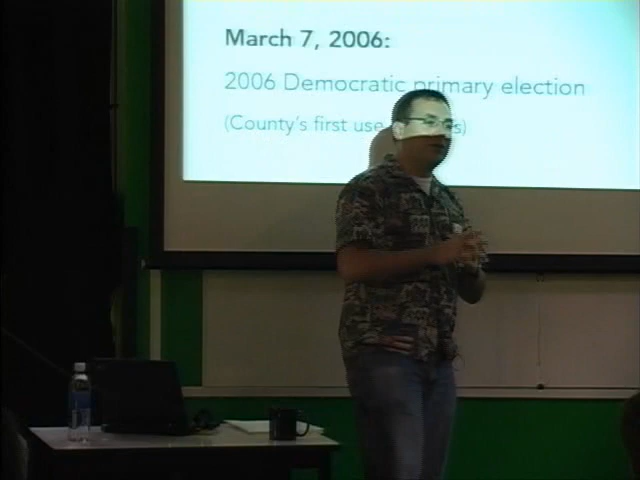 March 7, 2006:
2006 Democratic primary election
(County's first use s)